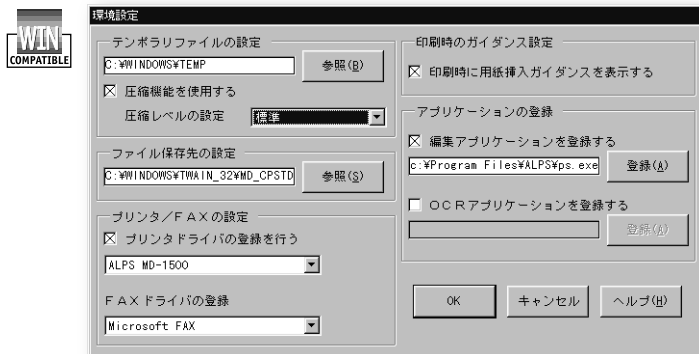 WIN
COMPATIBLE
環境設定
テンポラリファイルの設定
C:¥WINDOWS¥TEMP
参照(B)
圧縮機能を使用する
圧縮レベルの設定
標準
ファイル保存先の設定
C:¥WINDOWS¥TWAIN_32¥MD_CPSTD
参照(S)
プリンタ/FAXの設定
プリンタドライバの登録を行う
ALPS MD-1500
FAXドライバの登録
Microsoft FAX
印刷時のガイダンス設定
印刷時に用紙挿入ガイダンスを表示する
アプリケーションの登録
編集アプリケーションを登録する
c:¥Program Files¥ALPS¥ps.exe
登録(A)
OCRアプリケーションを登録する
登録(A)
OK
キャンセル
ヘルプ(H)